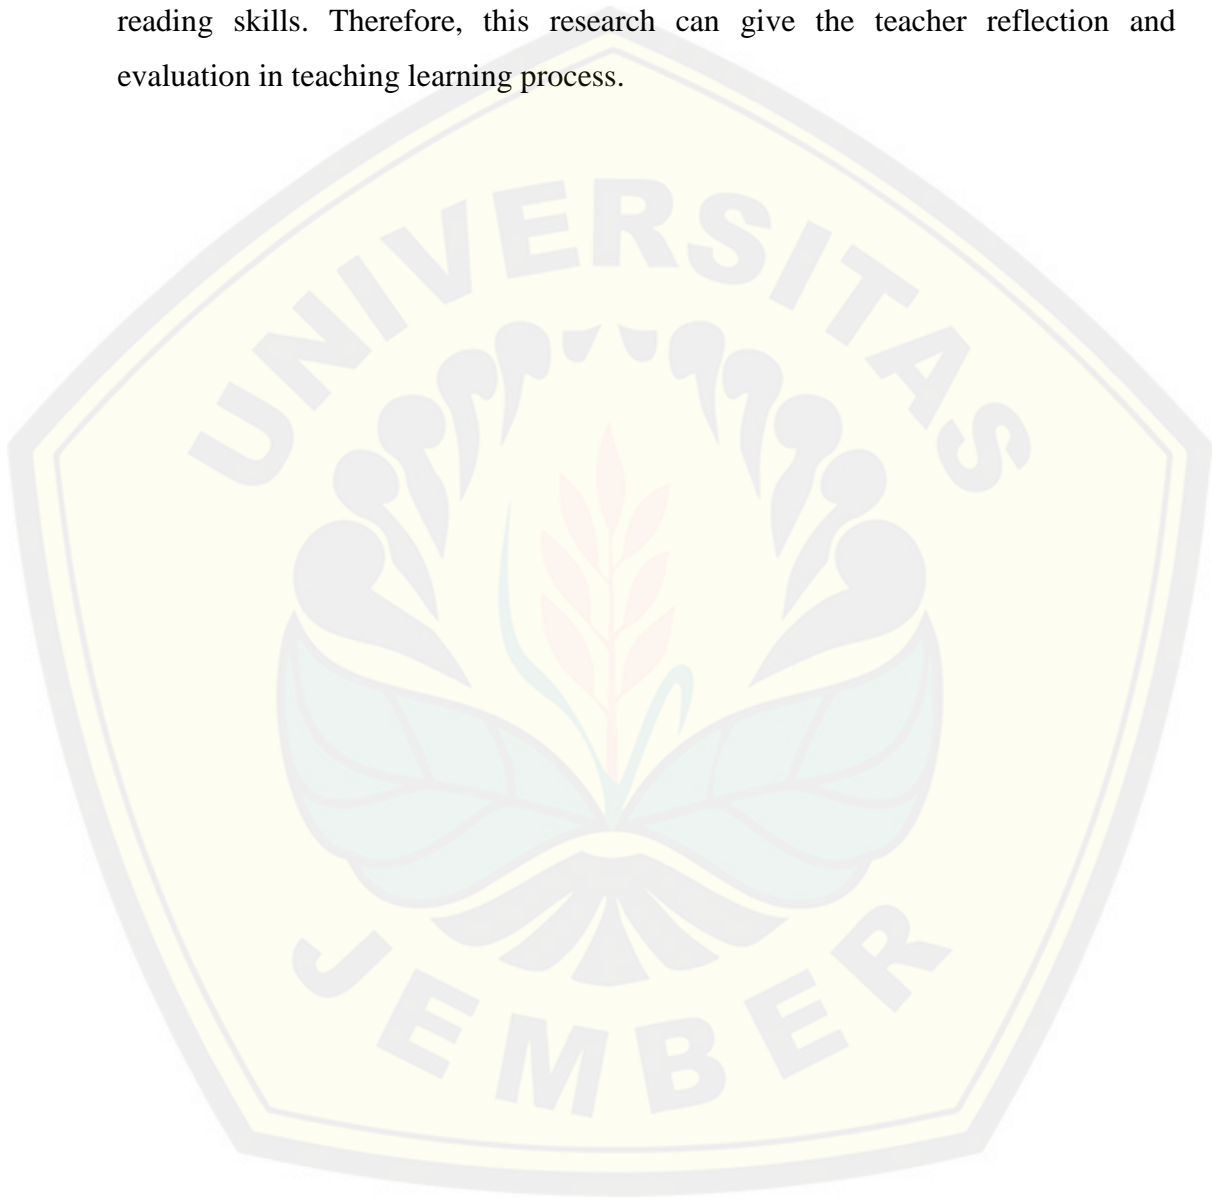 reading skills. Therefore, this research can give the teacher reflection and
evaluation in teaching learning process.
UNIVERSITAS
JEMBER